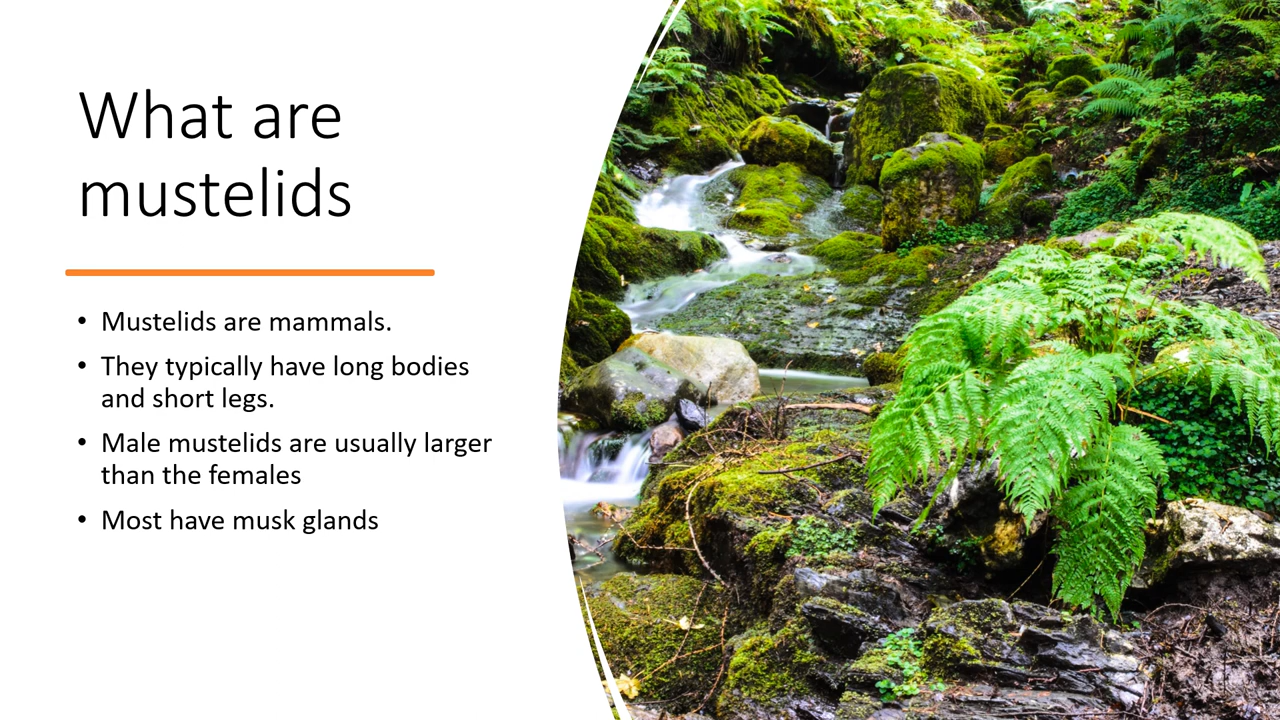 What are
mustelids
• Mustelids are mammals.
• They typically have long bodies
and short legs.
• Male mustelids are usually larger
than the females
• Most have musk glands